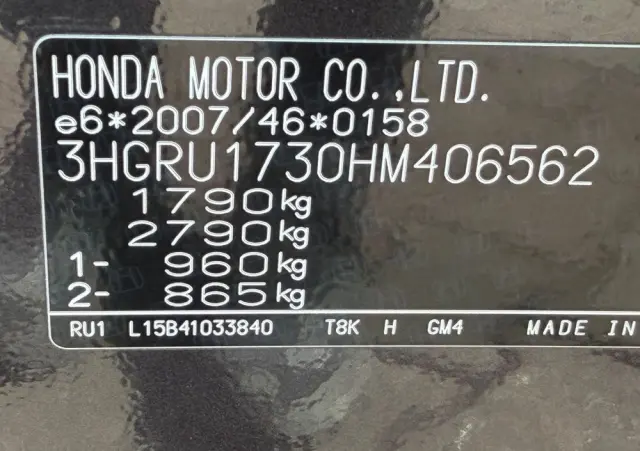 HONDA MOTOR CO.,LTD.
e6*2007/46*0158
3HGRU1730HM406562
1790kg
2790kg
1- 960kg
2- 865kg
RU1 L15B41033840 T8K H GM4 MADE IN